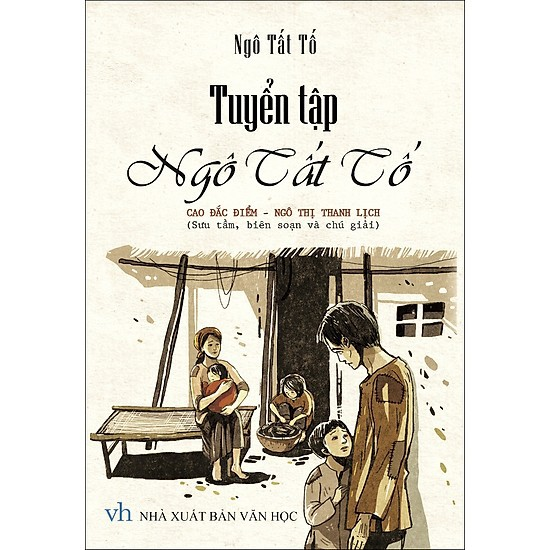 Ngô Tất Tố
Tuyển tập
Ngô Tất Tố
CAO ĐẮC ĐIỂM - NGÔ THỊ THANH LỊCH
(Sưu tầm, biên soạn và chú giải)
vh NHÀ XUẤT BẢN VĂN HỌC